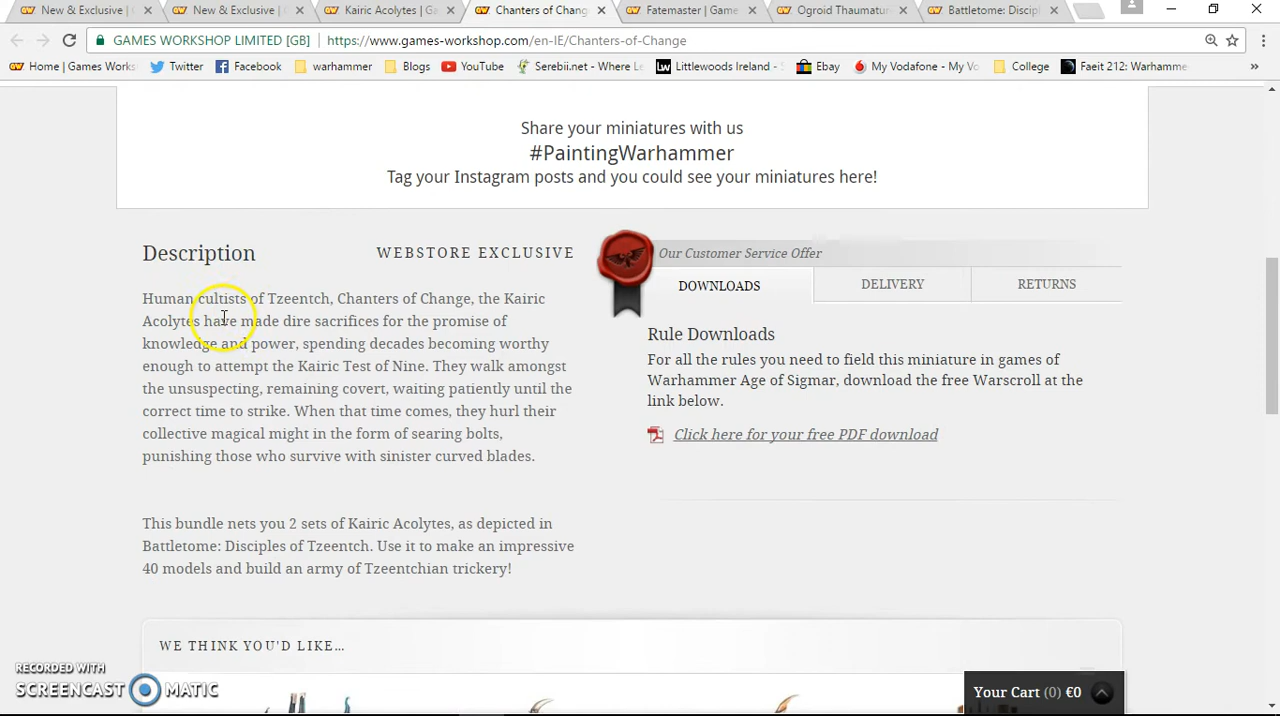 New & Exclusive | C
New & Exclusive | C
Kairic Acolytes | Ga
Chanters of Chang
Fatemaster | Game
Ogroid Thaumatur
Battletome: Discipl
GAMES WORKSHOP LIMITED [GB]
https://www.games-workshop.com/en-IE/Chanters-of-Change
Home | Games Works
Twitter
Facebook
warhammer
Blogs
YouTube
Serebii.net - Where Le
Littlewoods Ireland -
Ebay
My Vodafone - My Vo
College
Faeit 212: Warhamme
Share your miniatures with us
#PaintingWarhammer
Tag your Instagram posts and you could see your miniatures here!
Description
WEBSTORE EXCLUSIVE
Human cultists of Tzeentch, Chanters of Change, the Kairic
Acolytes have made dire sacrifices for the promise of
knowledge and power, spending decades becoming worthy
enough to attempt the Kairic Test of Nine. They walk amongst
the unsuspecting, remaining covert, waiting patiently until the
correct time to strike. When that time comes, they hurl their
collective magical might in the form of searing bolts,
punishing those who survive with sinister curved blades.
This bundle nets you 2 sets of Kairic Acolytes, as depicted in
Battletome: Disciples of Tzeentch. Use it to make an impressive
40 models and build an army of Tzeentchian trickery!
Our Customer Service Offer
DOWNLOADS
DELIVERY
RETURNS
Rule Downloads
For all the rules you need to field this miniature in games of
Warhammer Age of Sigmar, download the free Warscroll at the
link below.
Click here for your free PDF download
WE THINK YOU'D LIKE...
Your Cart (0) €0
RECORDED WITH
SCREENCAST MATIC